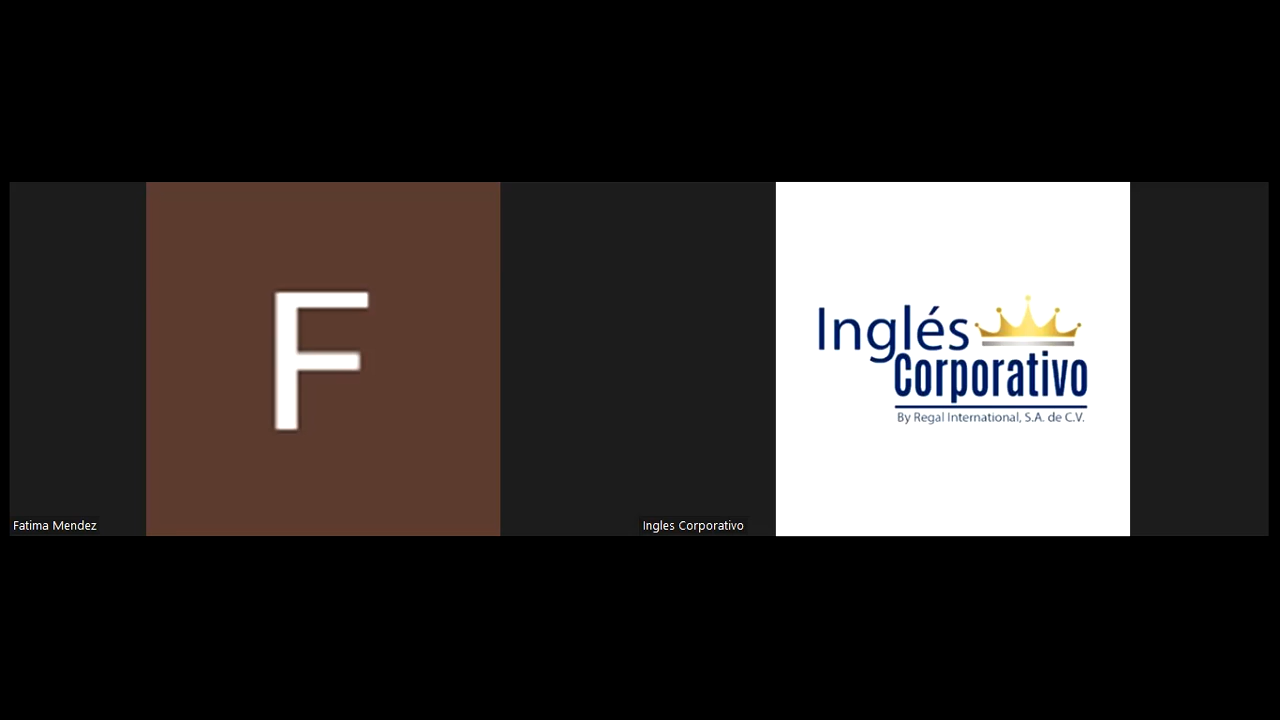 F
Fatima Mendez
Inglés
Corporativo
By Regal International, S.A. de C.V.
Ingles Corporativo